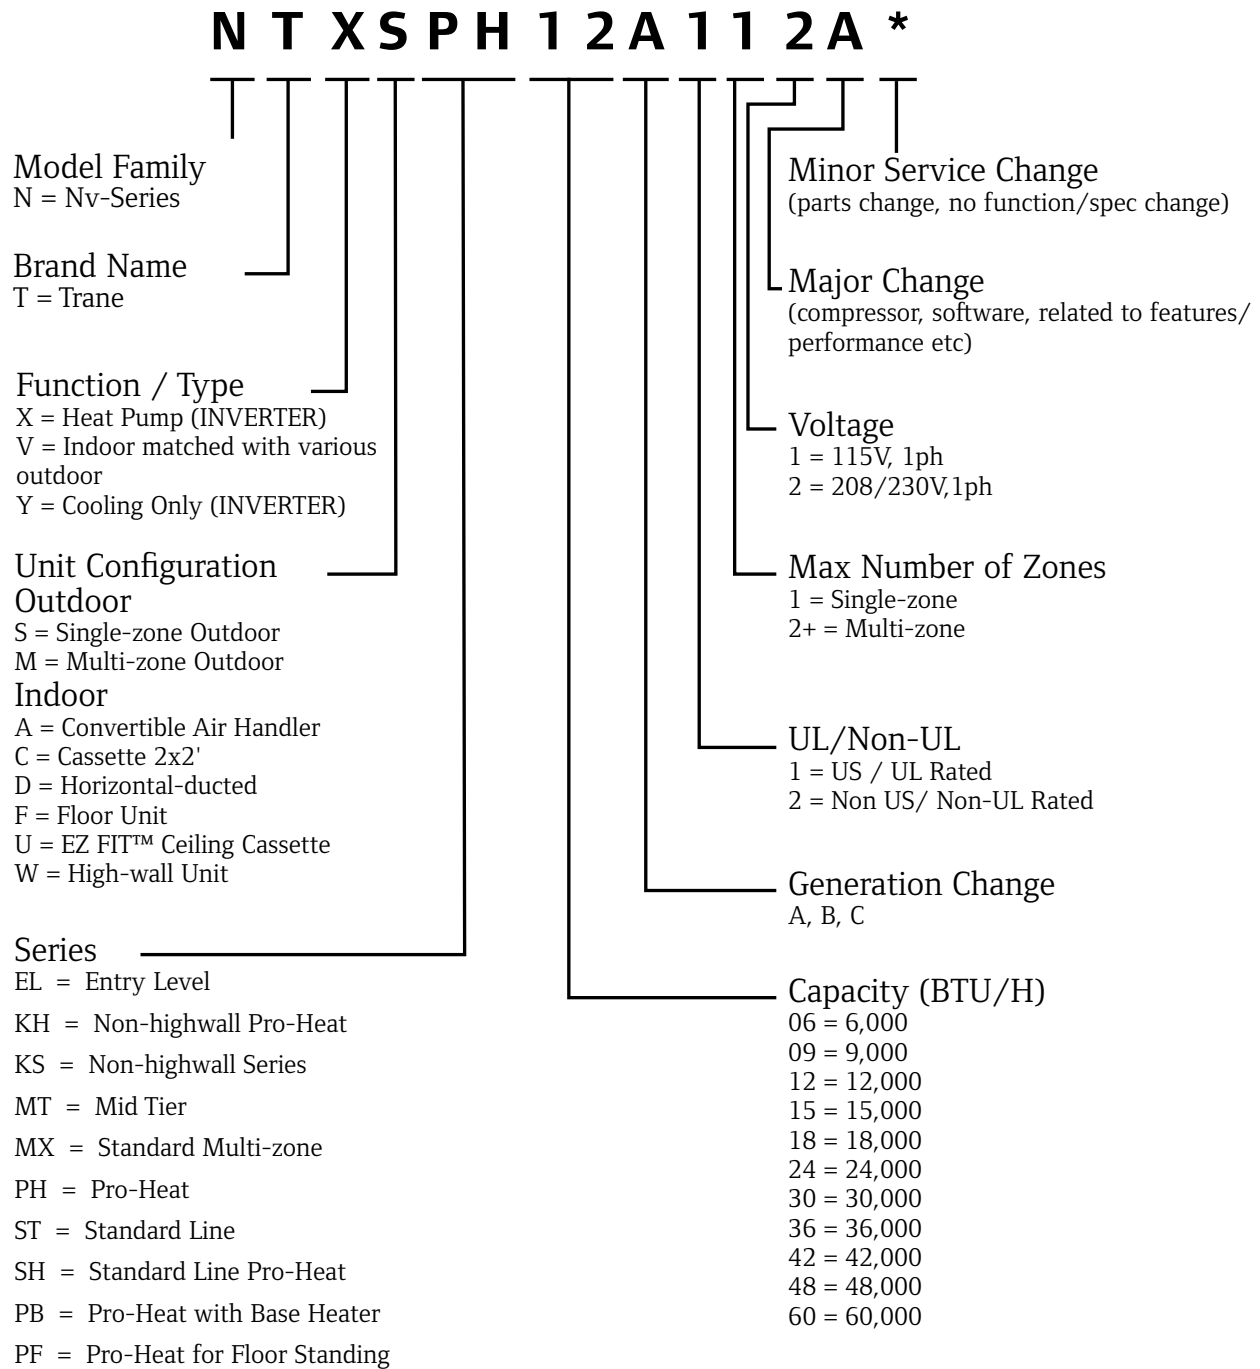 N T X S P H 1 2 A 1 1 2 A *
Model Family
N = Nv-Series
Brand Name
T = Trane
Function / Type
X = Heat Pump (INVERTER)
V = Indoor matched with various
outdoor
Y = Cooling Only (INVERTER)
Unit Configuration
Outdoor
S = Single-zone Outdoor
M = Multi-zone Outdoor
Indoor
A = Convertible Air Handler
C = Cassette 2x2'
D = Horizontal-ducted
F = Floor Unit
U = EZ FIT™ Ceiling Cassette
W = High-wall Unit
Series
EL = Entry Level
KH = Non-highwall Pro-Heat
KS = Non-highwall Series
MT = Mid Tier
MX = Standard Multi-zone
PH = Pro-Heat
ST = Standard Line
SH = Standard Line Pro-Heat
PB = Pro-Heat with Base Heater
PF = Pro-Heat for Floor Standing
Minor Service Change
(parts change, no function/spec change)
Major Change
(compressor, software, related to features/
performance etc)
Voltage
1 = 115V, 1ph
2 = 208/230V,1ph
Max Number of Zones
1 = Single-zone
2+ = Multi-zone
UL/Non-UL
1 = US / UL Rated
2 = Non US/ Non-UL Rated
Generation Change
A, B, C
Capacity (BTU/H)
06 = 6,000
09 = 9,000
12 = 12,000
15 = 15,000
18 = 18,000
24 = 24,000
30 = 30,000
36 = 36,000
42 = 42,000
48 = 48,000
60 = 60,000